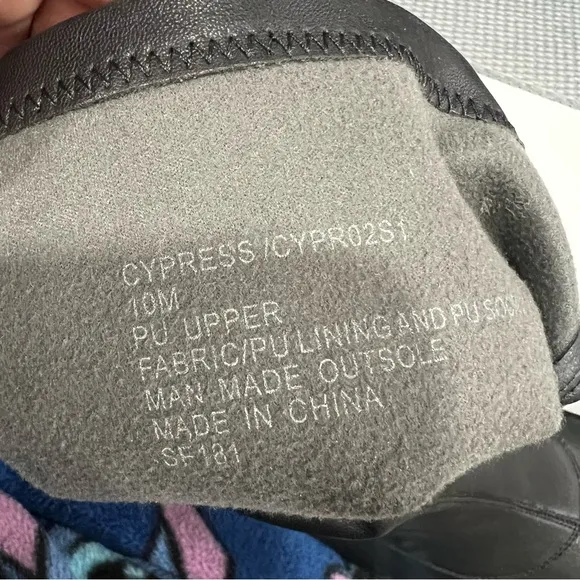 CYPRESS /CYPR02S1
10M
PU UPPER
FABRIC/PU LINING AND PU SOCK
MAN-MADE OUTSOLE
MADE IN CHINA
SF181